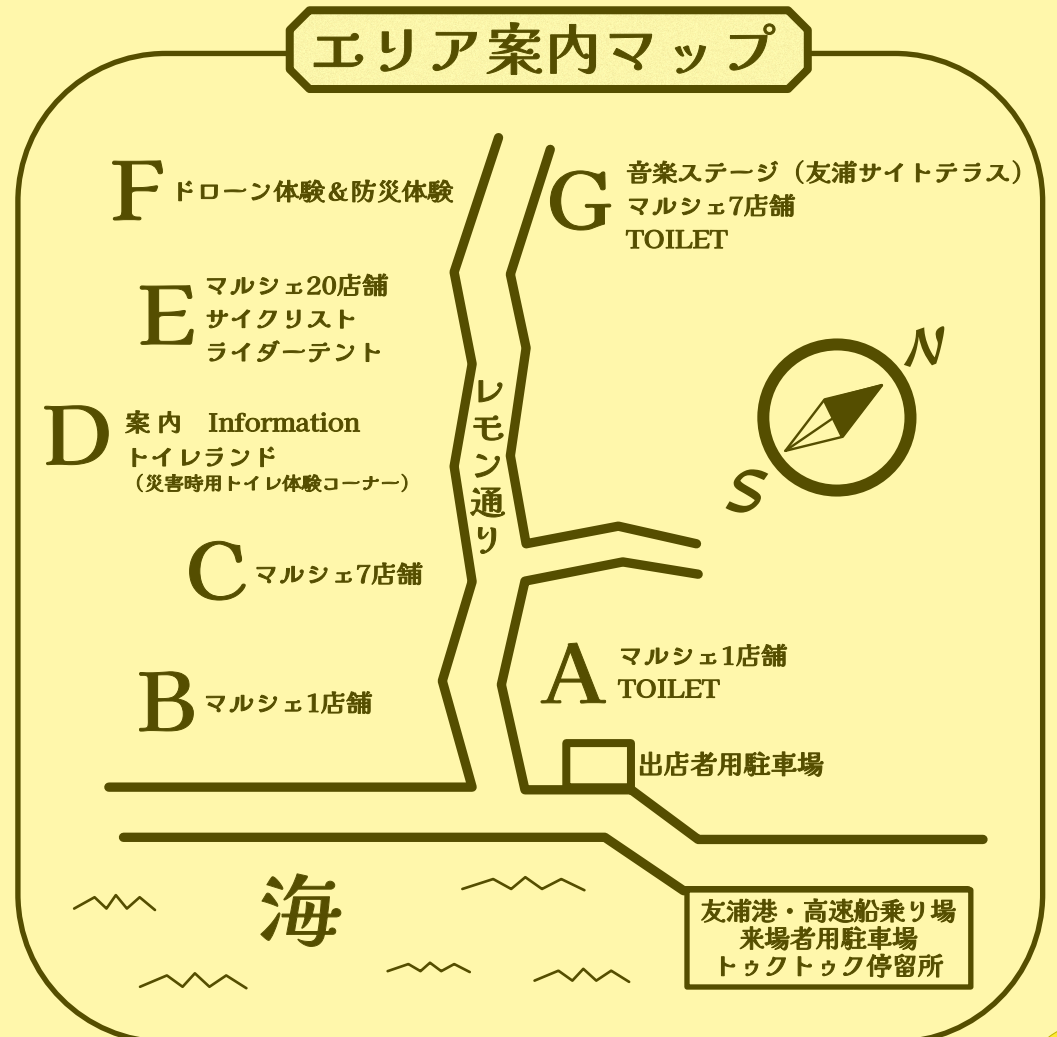 エリア案内マップ
F ドローン体験＆防災体験
G 音楽ステージ（友浦サイトテラス）
マルシェ7店舗
TOILET
E マルシェ20店舗
サイクリスト
ライダーテント
N
S
D 案内　Information
トイレランド
（災害時用トイレ体験コーナー）
レモン通り
C マルシェ7店舗
A マルシェ1店舗
TOILET
B マルシェ1店舗
出店者用駐車場
海
友浦港・高速船乗り場
来場者用駐車場
トゥクトゥク停留所